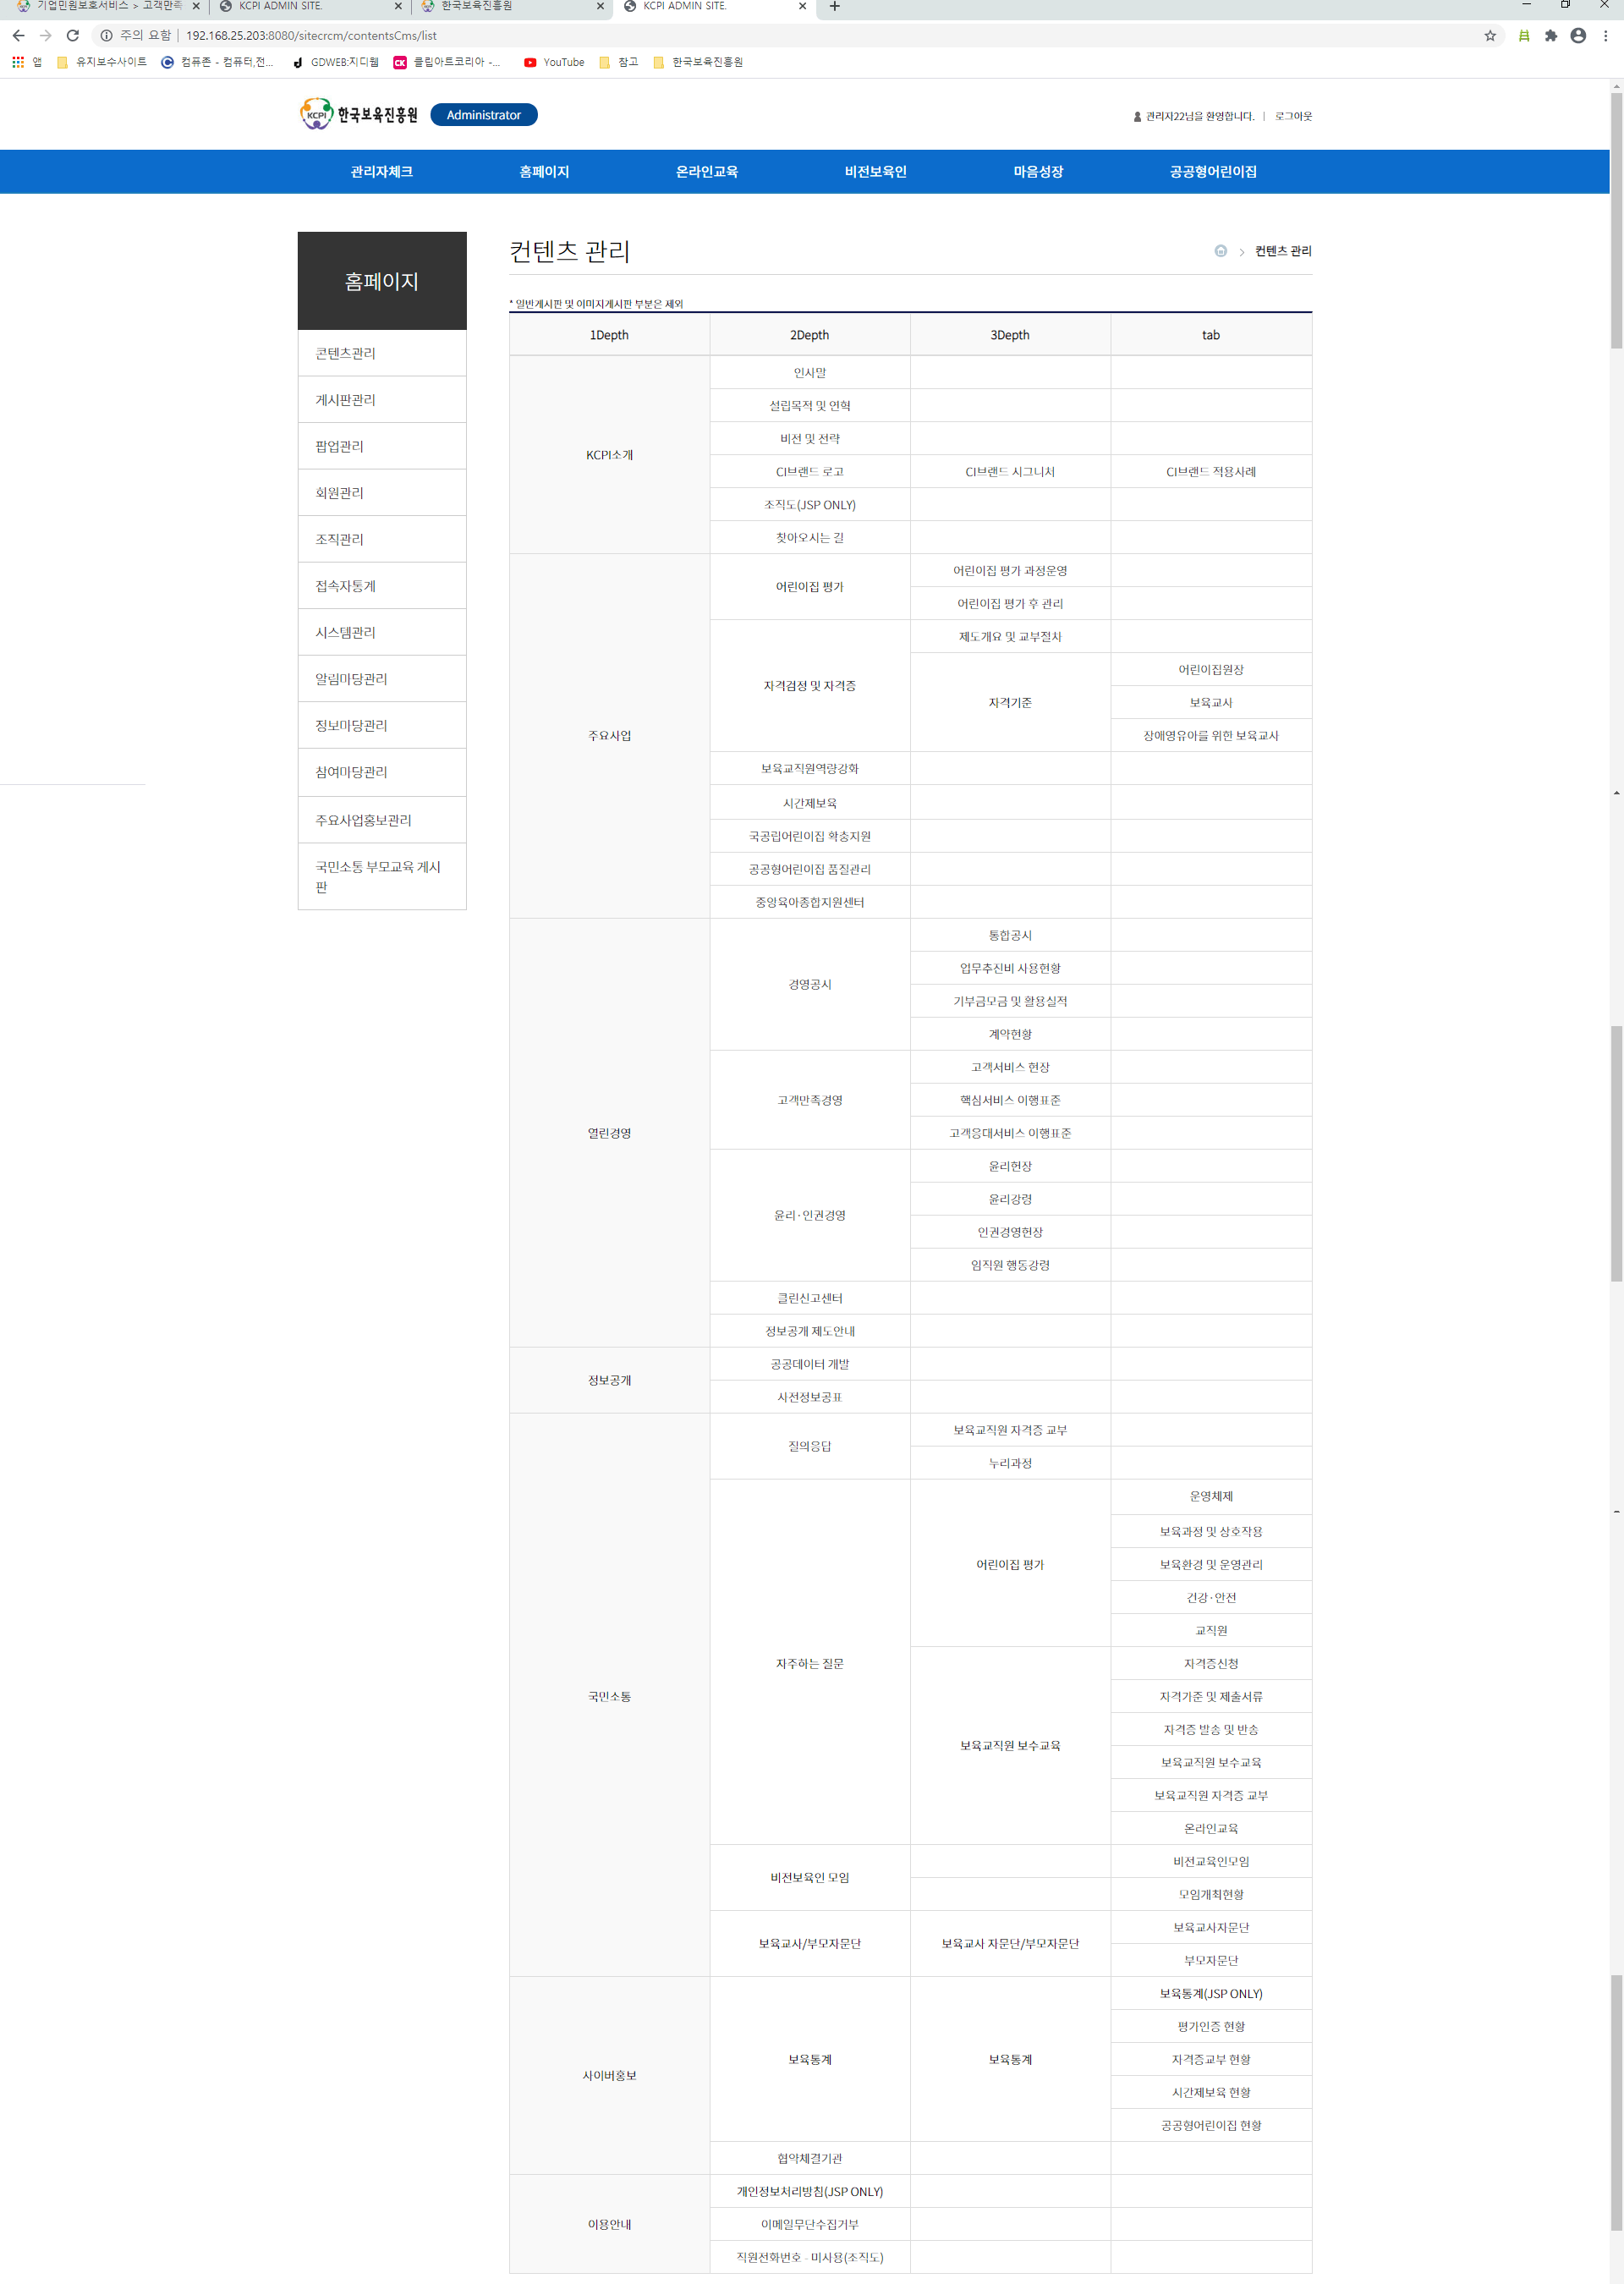 기업민원보호서비스 > 고객만족
KCPI ADMIN SITE.
한국보육진흥원
KCPI ADMIN SITE.
주의 요함 | 192.168.25.203:8080/sitecrcm/contentsCms/list
앱
유지보수사이트
컴퓨존 - 컴퓨터,전...
GDWEB:지디웹
클립아트코리아 -...
YouTube
참고
한국보육진흥원
KCPI 한국보육진흥원
Administrator
관리자22님을 환영합니다. | 로그아웃
관리자체크
홈페이지
온라인교육
비전보육인
마음성장
공공형어린이집
홈페이지
콘텐츠관리
게시판관리
팝업관리
회원관리
조직관리
접속자통계
시스템관리
알림마당관리
정보마당관리
참여마당관리
주요사업홍보관리
국민소통 부모교육 게시
판
컨텐츠 관리
컨텐츠 관리
* 일반게시판 및 이미지게시판 부분은 제외
1Depth 2Depth 3Depth tab
KCPI소개
인사말
설립목적 및 연혁
비전 및 전략
CI브랜드 로고 CI브랜드 시그니처 CI브랜드 적용사례
조직도(JSP ONLY)
찾아오시는 길
주요사업
어린이집 평가
어린이집 평가 과정운영
어린이집 평가 후 관리
자격검정 및 자격증
제도개요 및 교부절차
자격기준
어린이집원장
보육교사
장애영유아를 위한 보육교사
보육교직원역량강화
시간제보육
국공립어린이집 확충지원
공공형어린이집 품질관리
중앙육아종합지원센터
열린경영
경영공시
통합공시
업무추진비 사용현황
기부금모금 및 활용실적
계약현황
고객만족경영
고객서비스 헌장
핵심서비스 이행표준
고객응대서비스 이행표준
윤리·인권경영
윤리헌장
윤리강령
인권경영헌장
임직원 행동강령
클린신고센터
정보공개 제도안내
정보공개
공공데이터 개발
사전정보공표
국민소통
질의응답
보육교직원 자격증 교부
누리과정
자주하는 질문
어린이집 평가
운영체제
보육과정 및 상호작용
보육환경 및 운영관리
건강·안전
교직원
보육교직원 보수교육
자격증신청
자격기준 및 제출서류
자격증 발송 및 반송
보육교직원 보수교육
보육교직원 자격증 교부
온라인교육
비전보육인 모임
비전교육인모임
모임개최현황
보육교사/부모자문단
보육교사 자문단/부모자문단
보육교사자문단
부모자문단
사이버홍보
보육통계
보육통계
보육통계(JSP ONLY)
평가인증 현황
자격증교부 현황
시간제보육 현황
공공형어린이집 현황
협약체결기관
이용안내
개인정보처리방침(JSP ONLY)
이메일무단수집거부
직원전화번호 - 미사용(조직도)